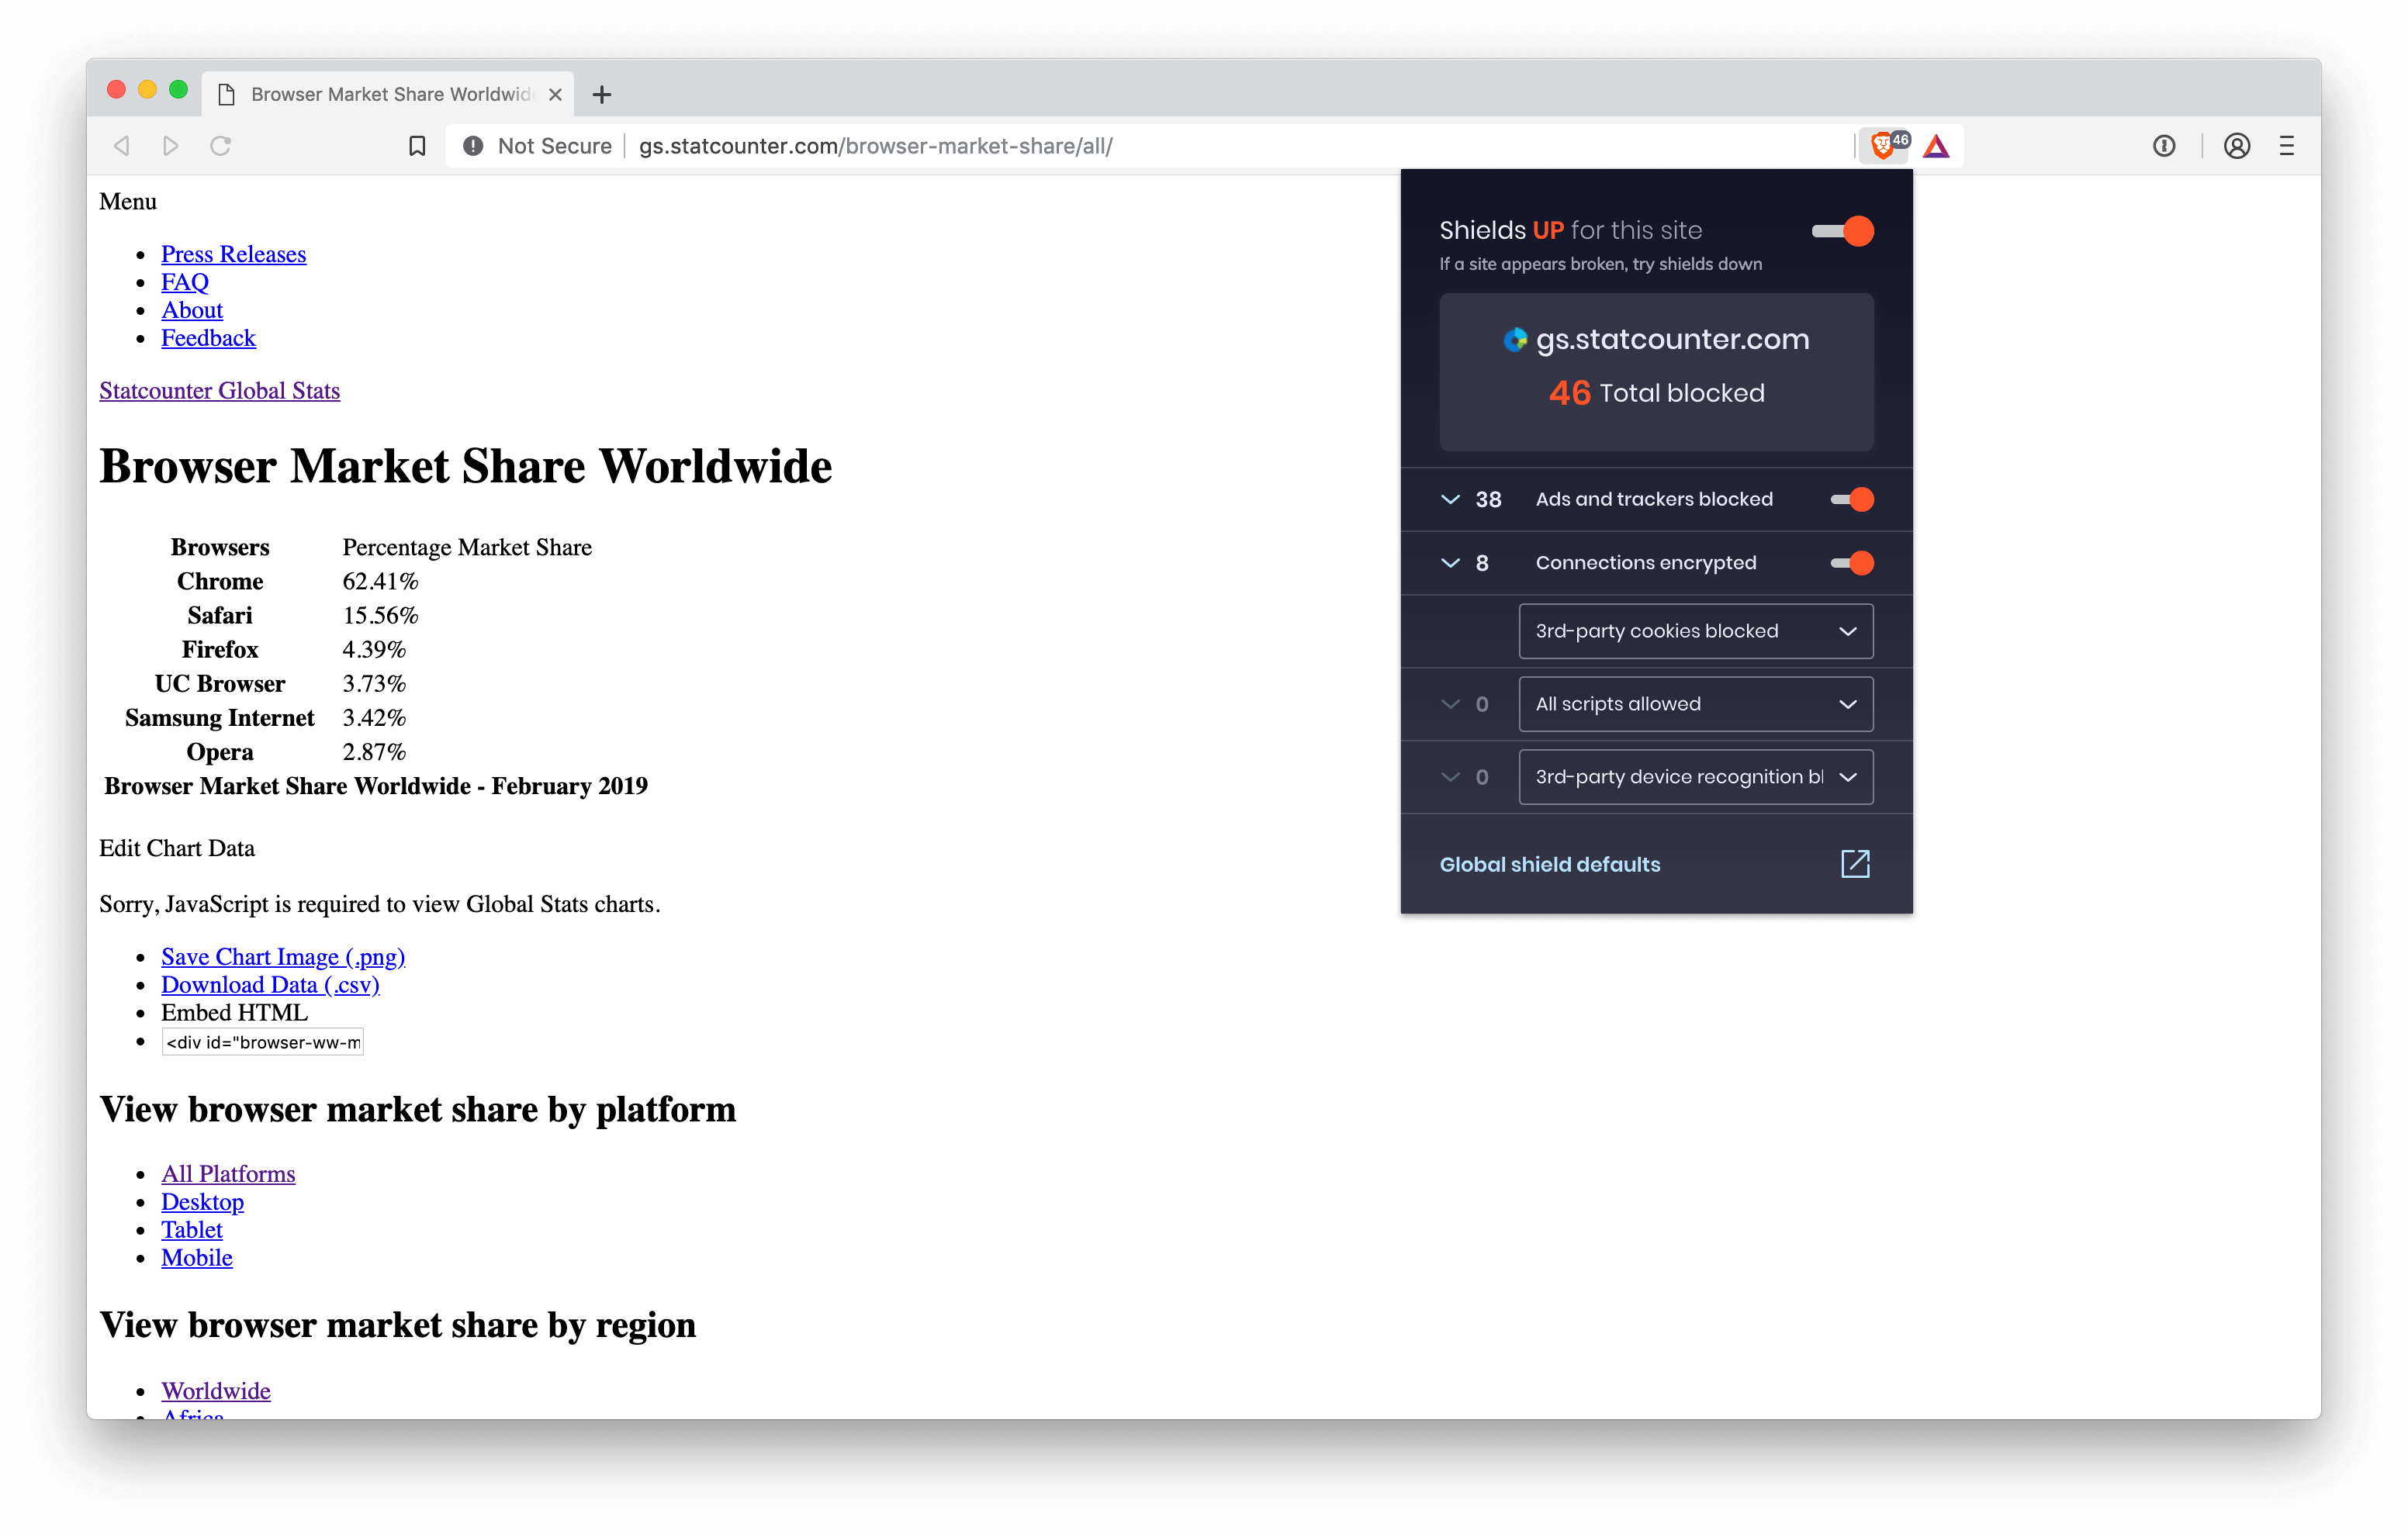 Browser Market Share Worldwid
Not Secure gs.statcounter.com/browser-market-share/all/
46
Menu
Press Releases
FAQ
About
Feedback
Statcounter Global Stats
Browser Market Share Worldwide
Browsers Percentage Market Share
Chrome 62.41%
Safari 15.56%
Firefox 4.39%
UC Browser 3.73%
Samsung Internet 3.42%
Opera 2.87%
Browser Market Share Worldwide - February 2019
Edit Chart Data
Sorry, JavaScript is required to view Global Stats charts.
Save Chart Image (.png)
Download Data (.csv)
Embed HTML
<div id="browser-ww-m
View browser market share by platform
All Platforms
Desktop
Tablet
Mobile
View browser market share by region
Worldwide
Africa
Shields UP for this site
If a site appears broken, try shields down
gs.statcounter.com
46 Total blocked
38 Ads and trackers blocked
8 Connections encrypted
3rd-party cookies blocked
0 All scripts allowed
0 3rd-party device recognition bl
Global shield defaults